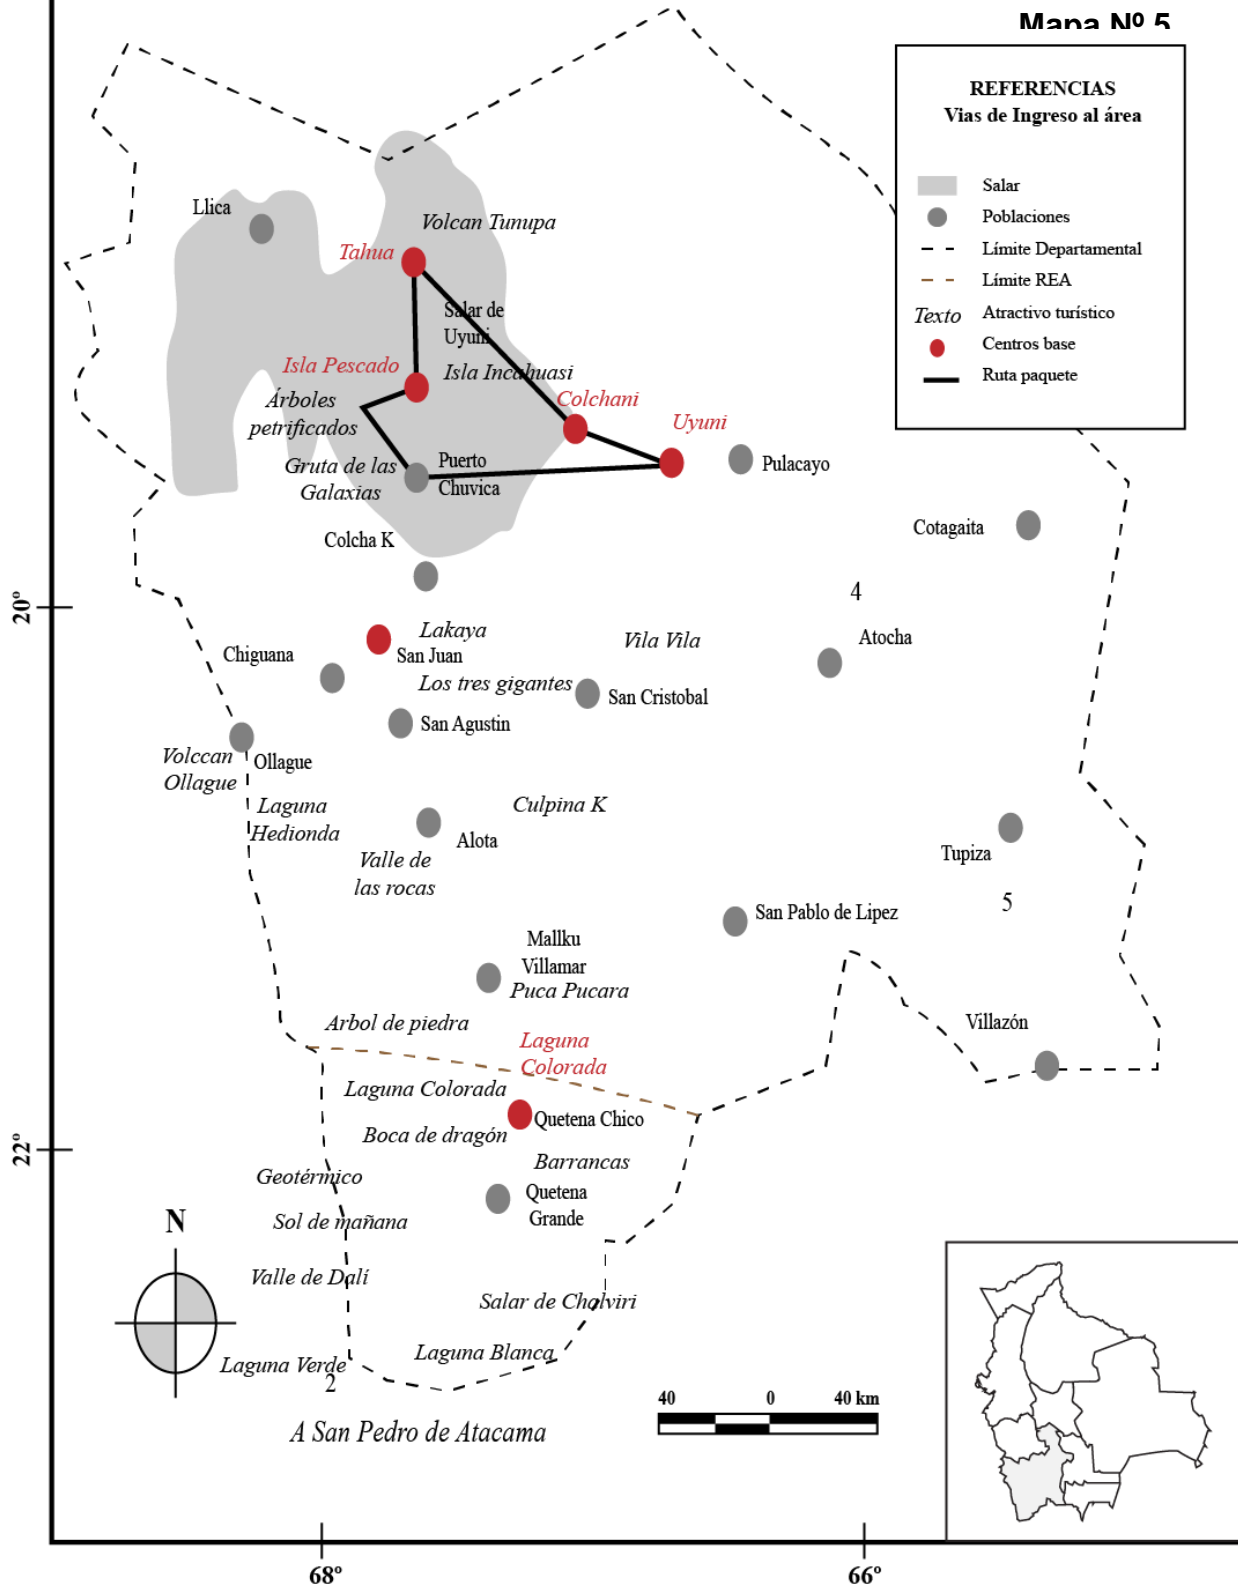 Mapa Nº 5
REFERENCIAS
Vias de Ingreso al área
Salar
Poblaciones
Límite Departamental
Límite REA
Texto Atractivo turístico
Centros base
Ruta paquete
Llica
Volcan Tunupa
Tahua
Salar de
Uyuni
Isla Pescado
Isla Incahuasi
Árboles
petrificados
Colchani
Uyuni
Gruta de las
Galaxias
Puerto
Chuvica
Pulacayo
Colcha K
Cotagaita
20º
4
Lakaya
Vila Vila
Atocha
Chiguana
San Juan
Los tres gigantes
San Cristobal
San Agustin
Volccan
Ollague
Ollague
Laguna
Hedionda
Culpina K
Alota
Tupiza
Valle de
las rocas
5
San Pablo de Lipez
Mallku
Villamar
Puca Pucara
Arbol de piedra
Villazón
Laguna
Colorada
Laguna Colorada
Quetena Chico
Boca de dragón
22º
Barrancas
Geotérmico
Quetena
Grande
N
Sol de mañana
Valle de Dalí
Salar de Chalviri
Laguna Blanca
Laguna Verde
2
40 0 40 km
A San Pedro de Atacama
68º 66º